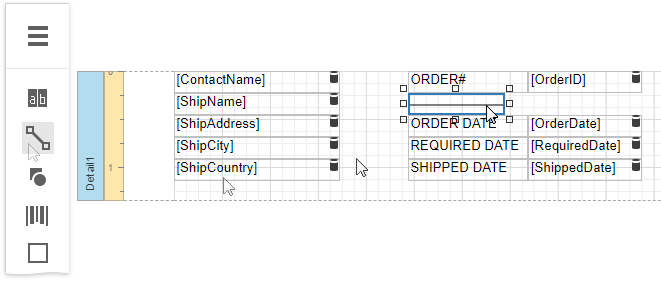 ab
[ContactName] ORDER# [OrderID]
[ShipName]
[ShipAddress] ORDER DATE [OrderDate]
[ShipCity] REQUIRED DATE [RequiredDate]
[ShipCountry] SHIPPED DATE [ShippedDate]
Detail1
1